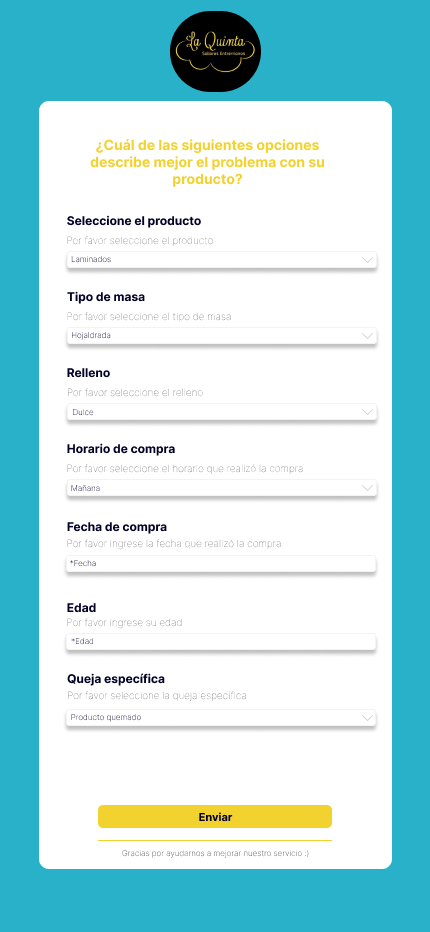 La Quinta
Sabores Entrerrianos
¿Cuál de las siguientes opciones
describe mejor el problema con su
producto?
Seleccione el producto
Por favor seleccione el producto
Laminados
Tipo de masa
Por favor seleccione el tipo de masa
Hojaldrada
Relleno
Por favor seleccione el relleno
Dulce
Horario de compra
Por favor seleccione el horario que realizó la compra
Mañana
Fecha de compra
Por favor ingrese la fecha que realizó la compra
*Fecha
Edad
Por favor ingrese su edad
*Edad
Queja específica
Por favor seleccione la queja específica
Producto quemado
Enviar
Gracias por ayudarnos a mejorar nuestro servicio :)